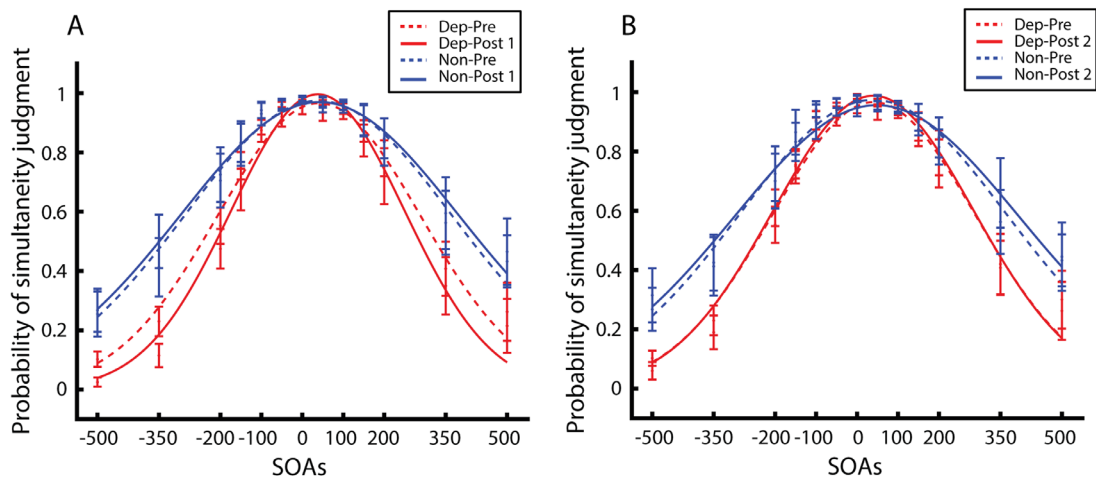 A
Dep-Pre
Dep-Post 1
Non-Pre
Non-Post 1
Probability of simultaneity judgment
1
0.8
0.6
0.4
0.2
0
-500 -350 -200 -100 0 100 200 350 500
SOAs
B
Dep-Pre
Dep-Post 2
Non-Pre
Non-Post 2
Probability of simultaneity judgment
1
0.8
0.6
0.4
0.2
0
-500 -350 -200 -100 0 100 200 350 500
SOAs